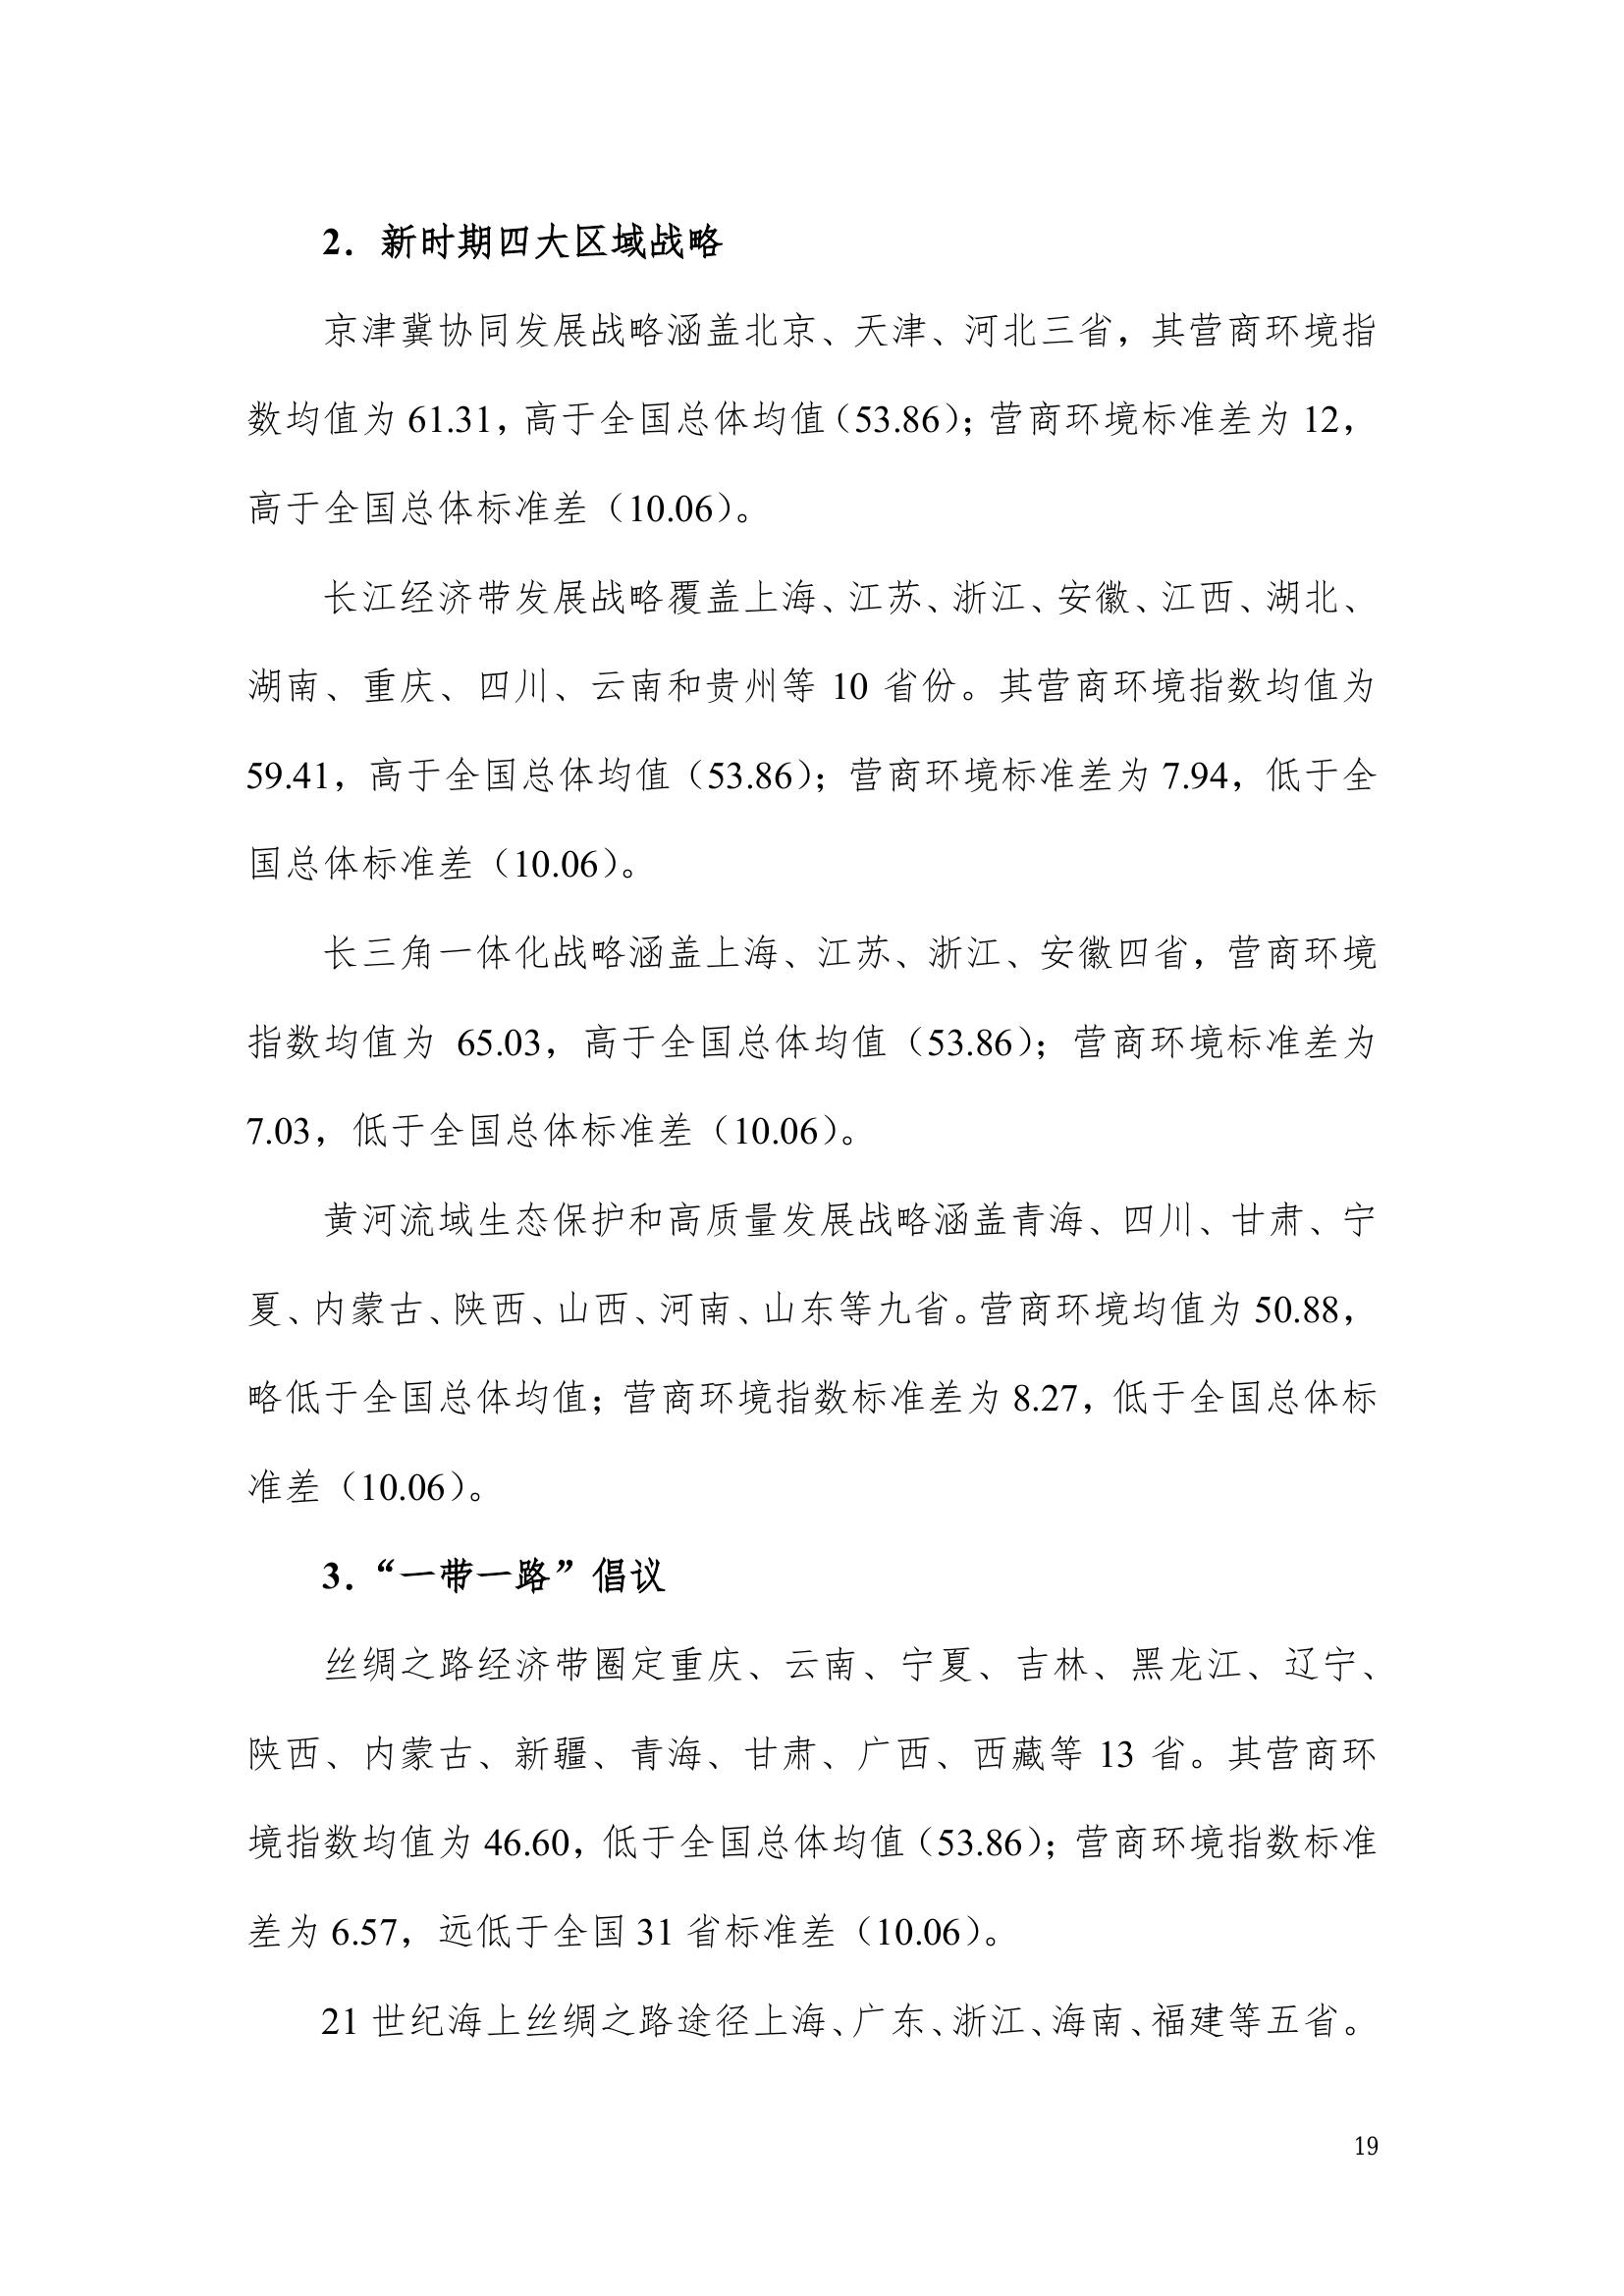 2．新时期四大区域战略
京津冀协同发展战略涵盖北京、天津、河北三省，其营商环境指
数均值为 61.31，高于全国总体均值（53.86）；营商环境标准差为 12，
高于全国总体标准差（10.06）。
长江经济带发展战略覆盖上海、江苏、浙江、安徽、江西、湖北、
湖南、重庆、四川、云南和贵州等 10 省份。其营商环境指数均值为
59.41，高于全国总体均值（53.86）；营商环境标准差为 7.94，低于全
国总体标准差（10.06）。
长三角一体化战略涵盖上海、江苏、浙江、安徽四省，营商环境
指数均值为 65.03，高于全国总体均值（53.86）；营商环境标准差为
7.03，低于全国总体标准差（10.06）。
黄河流域生态保护和高质量发展战略涵盖青海、四川、甘肃、宁
夏、内蒙古、陕西、山西、河南、山东等九省。营商环境均值为 50.88，
略低于全国总体均值；营商环境指数标准差为 8.27，低于全国总体标
准差（10.06）。
3．“一带一路”倡议
丝绸之路经济带圈定重庆、云南、宁夏、吉林、黑龙江、辽宁、
陕西、内蒙古、新疆、青海、甘肃、广西、西藏等 13 省。其营商环
境指数均值为 46.60，低于全国总体均值（53.86）；营商环境指数标准
差为 6.57，远低于全国 31 省标准差（10.06）。
21 世纪海上丝绸之路途径上海、广东、浙江、海南、福建等五省。
19